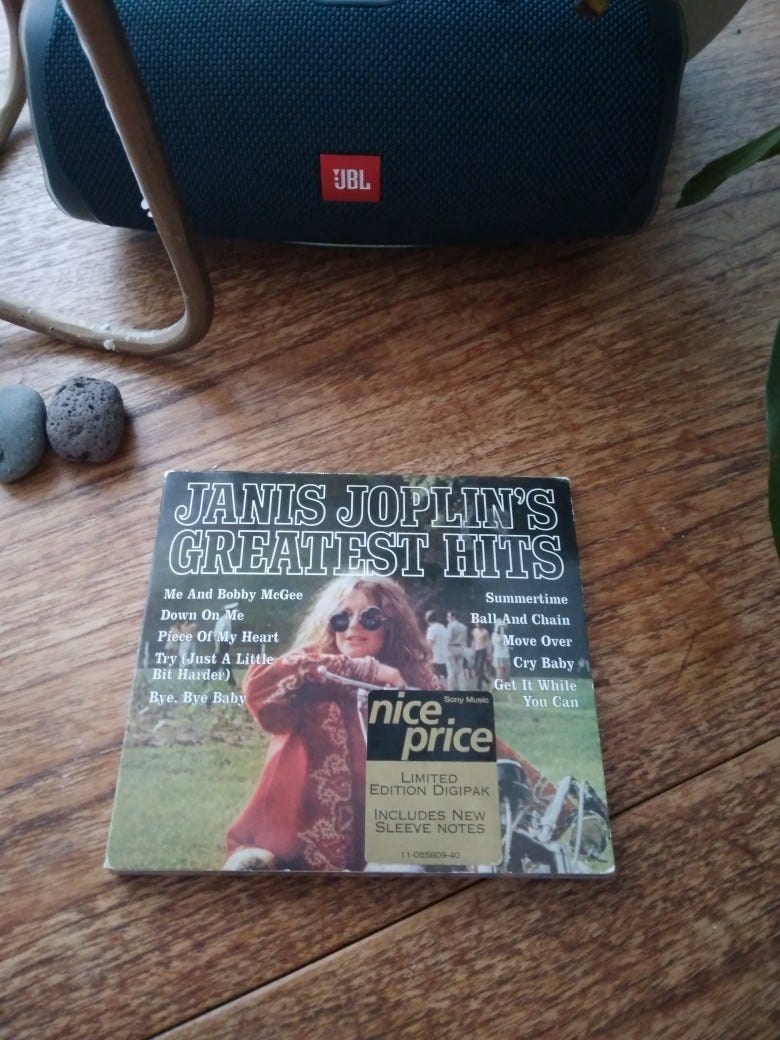 JBL
JANIS JOPLIN'S
GREATEST HITS
Me And Bobby McGee
Down On Me
Piece Of My Heart
Try (Just A Little
Bit Harder)
Bye, Bye Baby
Summertime
Ball And Chain
Move Over
Cry Baby
Get It While
You Can
Sony Music
nice
price
LIMITED
EDITION DIGIPAK
INCLUDES NEW
SLEEVE NOTES
11-055809-40